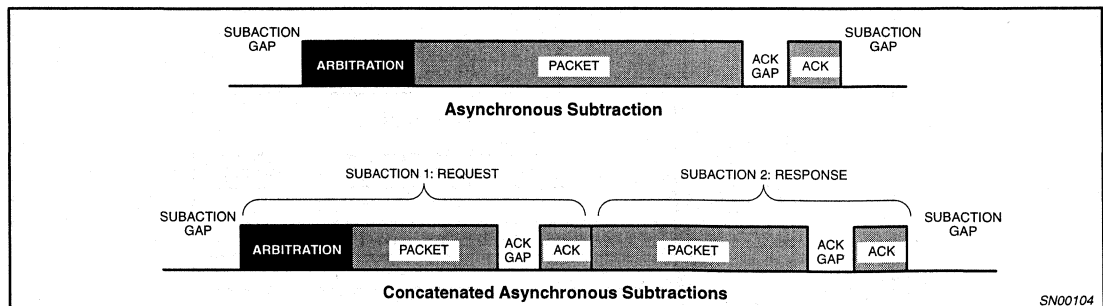 SUBACTION GAP
ARBITRATION
PACKET
ACK GAP
ACK
SUBACTION GAP
Asynchronous Subtraction
SUBACTION 1: REQUEST
SUBACTION 2: RESPONSE
SUBACTION GAP
ARBITRATION
PACKET
ACK GAP
ACK
PACKET
ACK GAP
ACK
SUBACTION GAP
Concatenated Asynchronous Subtractions
SN00104